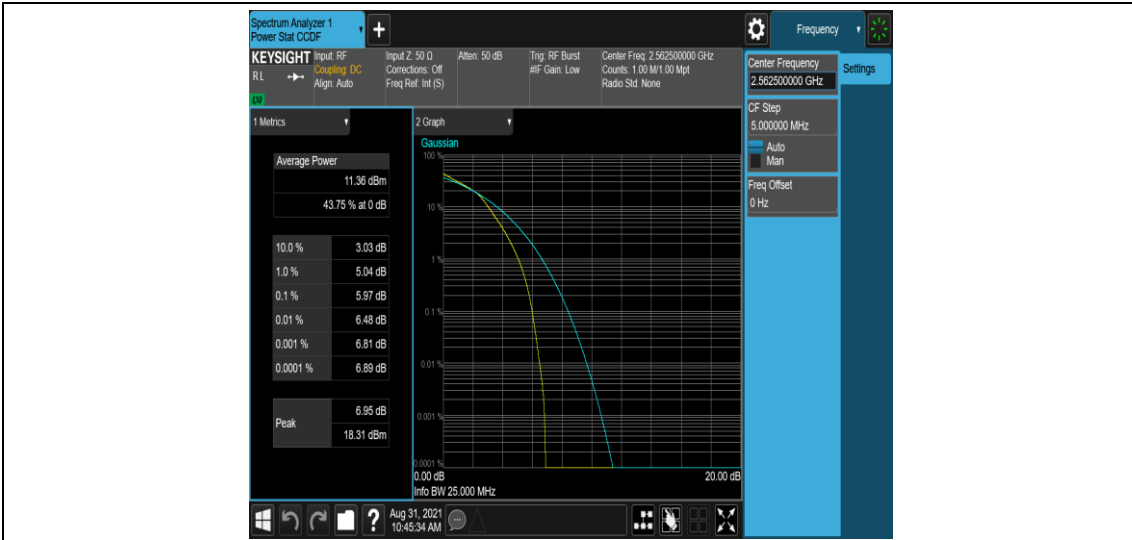 Spectrum Analyzer 1
Power Stat CCDF
+
Frequency
KEYSIGHT
Input: RF
Coupling: DC
Align: Auto
R L
LXI
Input Z: 50 Ω
Corrections: Off
Freq Ref: Int (S)
Atten: 50 dB
Trig: RF Burst
#IF Gain: Low
Center Freq: 2.562500000 GHz
Counts: 1.00 M/1.00 Mpt
Radio Std: None
Center Frequency
2.562500000 GHz
Settings
CF Step
5.000000 MHz
Auto
Man
Freq Offset
0 Hz
1 Metrics
Average Power
11.36 dBm
43.75 % at 0 dB
10.0 % 3.03 dB
1.0 % 5.04 dB
0.1 % 5.97 dB
0.01 % 6.48 dB
0.001 % 6.81 dB
0.0001 % 6.89 dB
Peak
6.95 dB
18.31 dBm
2 Graph
Gaussian
100 %
10 %
1 %
0.1 %
0.01 %
0.001 %
0.0001 %
0.00 dB 20.00 dB
Info BW 25.000 MHz
?
Aug 31, 2021
10:45:34 AM